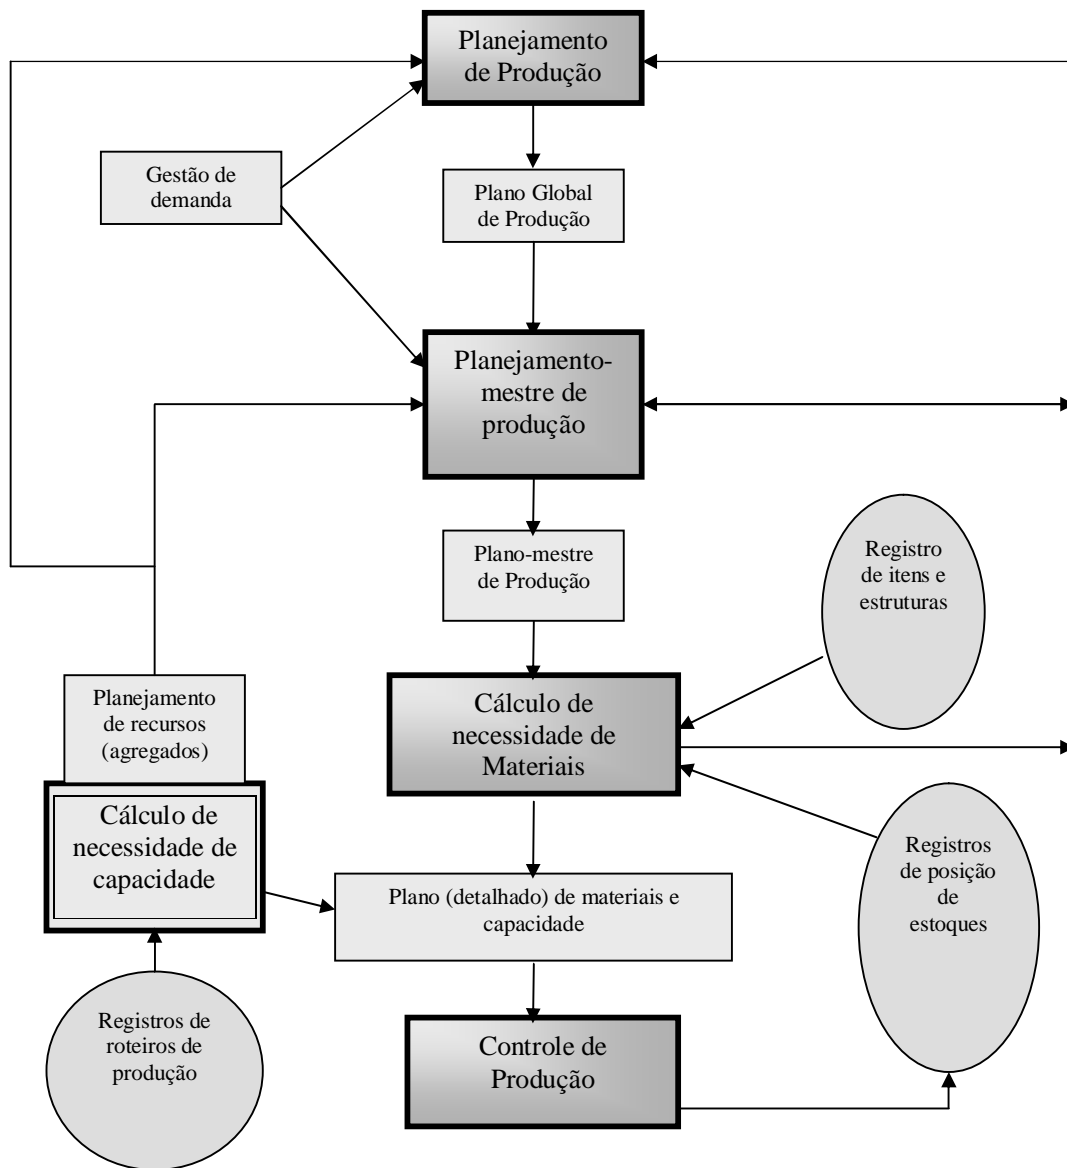 Planejamento
de Produção
Gestão de
demanda
Plano Global
de Produção
Planejamento-
mestre de
produção
Plano-mestre
de Produção
Registro
de itens e
estruturas
Planejamento
de recursos
(agregados)
Cálculo de
necessidade de
Materiais
Cálculo de
necessidade de
capacidade
Registros
de posição
de
estoques
Plano (detalhado) de materiais e
capacidade
Registros de
roteiros de
produção
Controle de
Produção